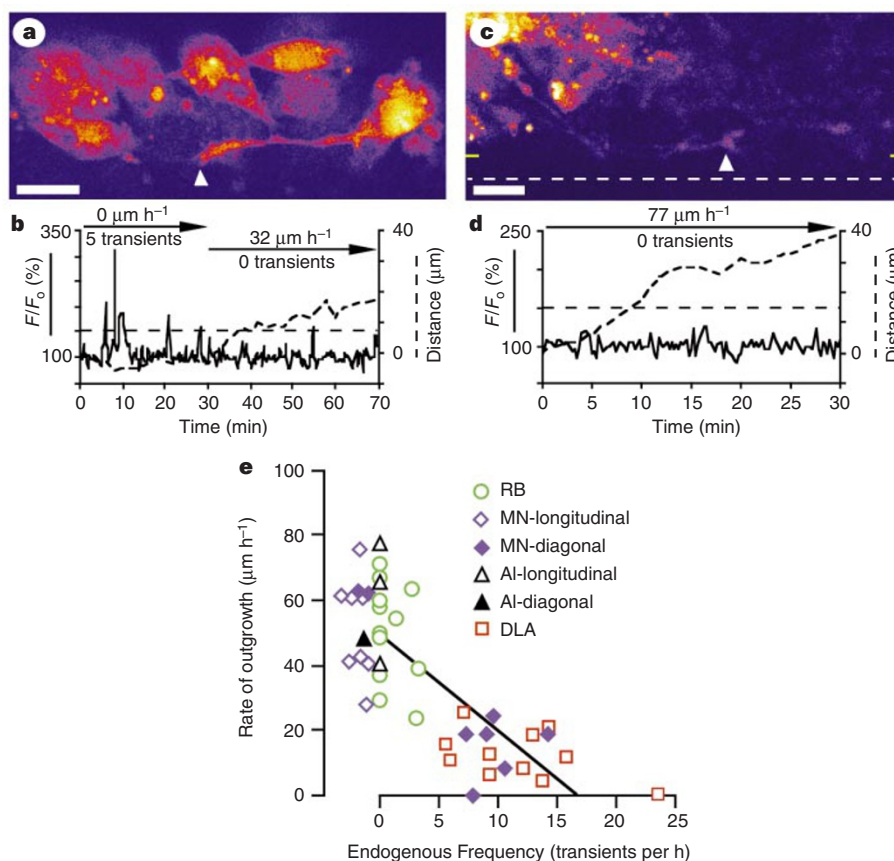 a
c
b
350
100
F/Fo (%)
0 μm h–1
5 transients
32 μm h–1
0 transients
40
20
0
Distance (μm)
0 10 20 30 40 50 60 70
Time (min)
d
250
100
F/Fo (%)
77 μm h–1
0 transients
40
20
0
Distance (μm)
0 5 10 15 20 25 30
Time (min)
e
100
80
60
40
20
0
Rate of outgrowth (μm h–1)
RB
MN-longitudinal
MN-diagonal
AI-longitudinal
AI-diagonal
DLA
0 5 10 15 20 25
Endogenous Frequency (transients per h)